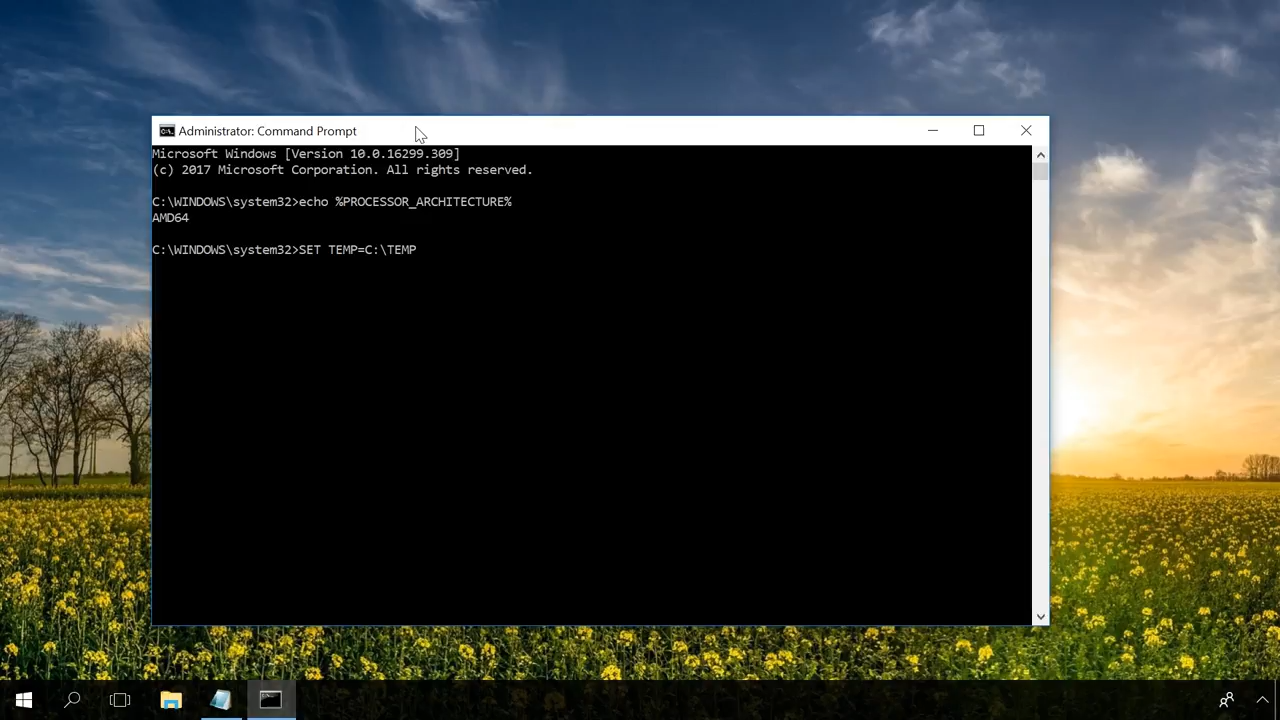 Administrator: Command Prompt
Microsoft Windows [Version 10.0.16299.309]
(c) 2017 Microsoft Corporation. All rights reserved.
C:\WINDOWS\system32>echo %PROCESSOR_ARCHITECTURE%
AMD64
C:\WINDOWS\system32>SET TEMP=C:\TEMP